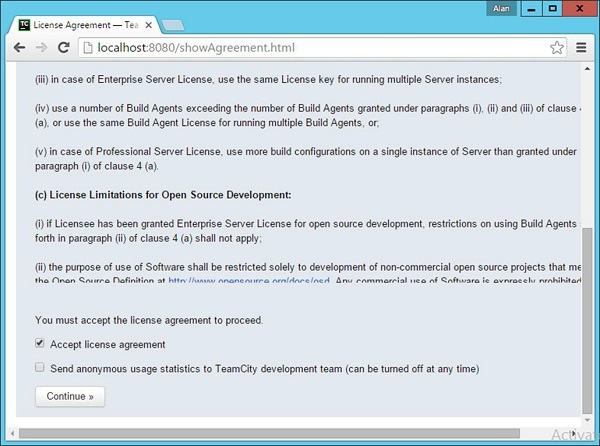 Alan
License Agreement — Tea
localhost:8080/showAgreement.html
(iii) in case of Enterprise Server License, use the same License key for running multiple Server instances;
(iv) use a number of Build Agents exceeding the number of Build Agents granted under paragraphs (i), (ii) and (iii) of clause
(a), or use the same Build Agent License for running multiple Build Agents, or;
(v) in case of Professional Server License, use more build configurations on a single instance of Server than granted under
paragraph (i) of clause 4 (a).
(c) License Limitations for Open Source Development:
(i) if Licensee has been granted Enterprise Server License for open source development, restrictions on using Build Agents
forth in paragraph (ii) of clause 4 (a) shall not apply;
(ii) the purpose of use of Software shall be restricted solely to development of non-commercial open source projects that me
the Open Source Definition at http://www.opensource.org/docs/osd. Any commercial use of Software is expressly prohibited
You must accept the license agreement to proceed.
Accept license agreement
Send anonymous usage statistics to TeamCity development team (can be turned off at any time)
Continue »
Activat